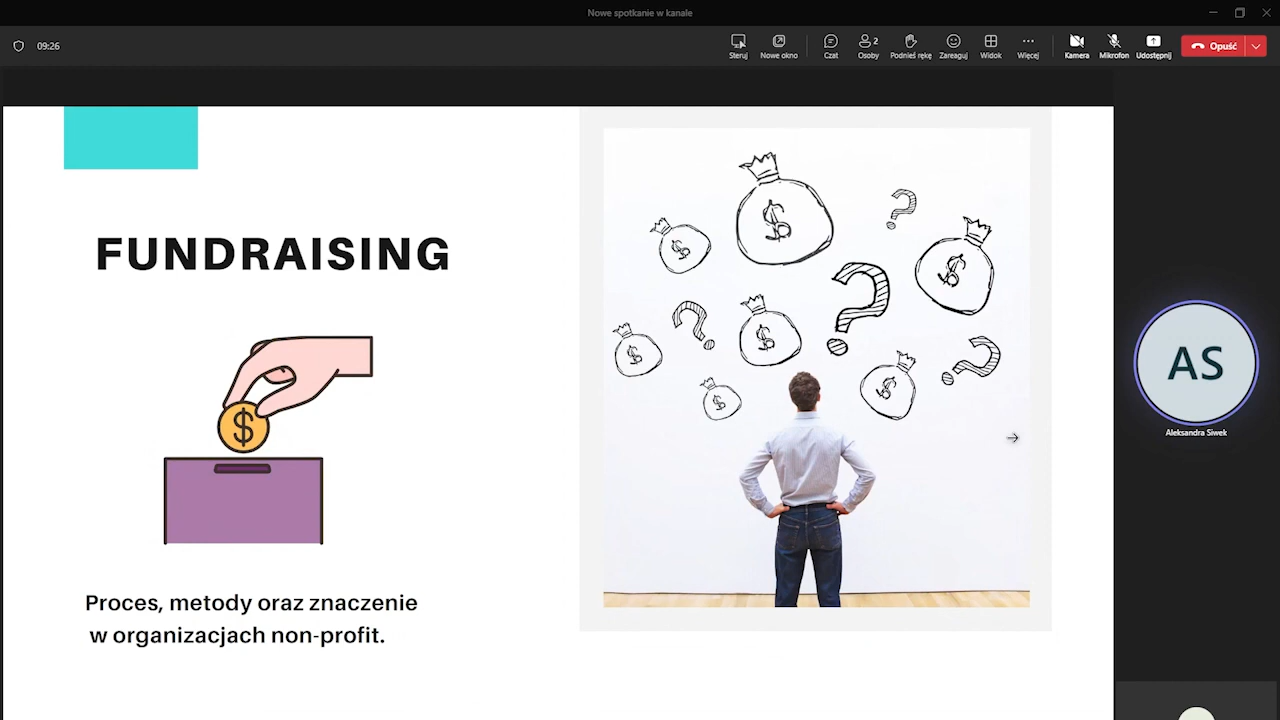 Nowe spotkanie w kanale
09:26
Steruj
Nowe okno
Czat
2
Osoby
Podnieś rękę
Zareaguj
Widok
Więcej
Kamera
Mikrofon
Udostępnij
Opuść
FUNDRAISING
$
$
$
$
$
$
$
$
?
?
?
?
Proces, metody oraz znaczenie
w organizacjach non-profit.
AS
Aleksandra Siwek